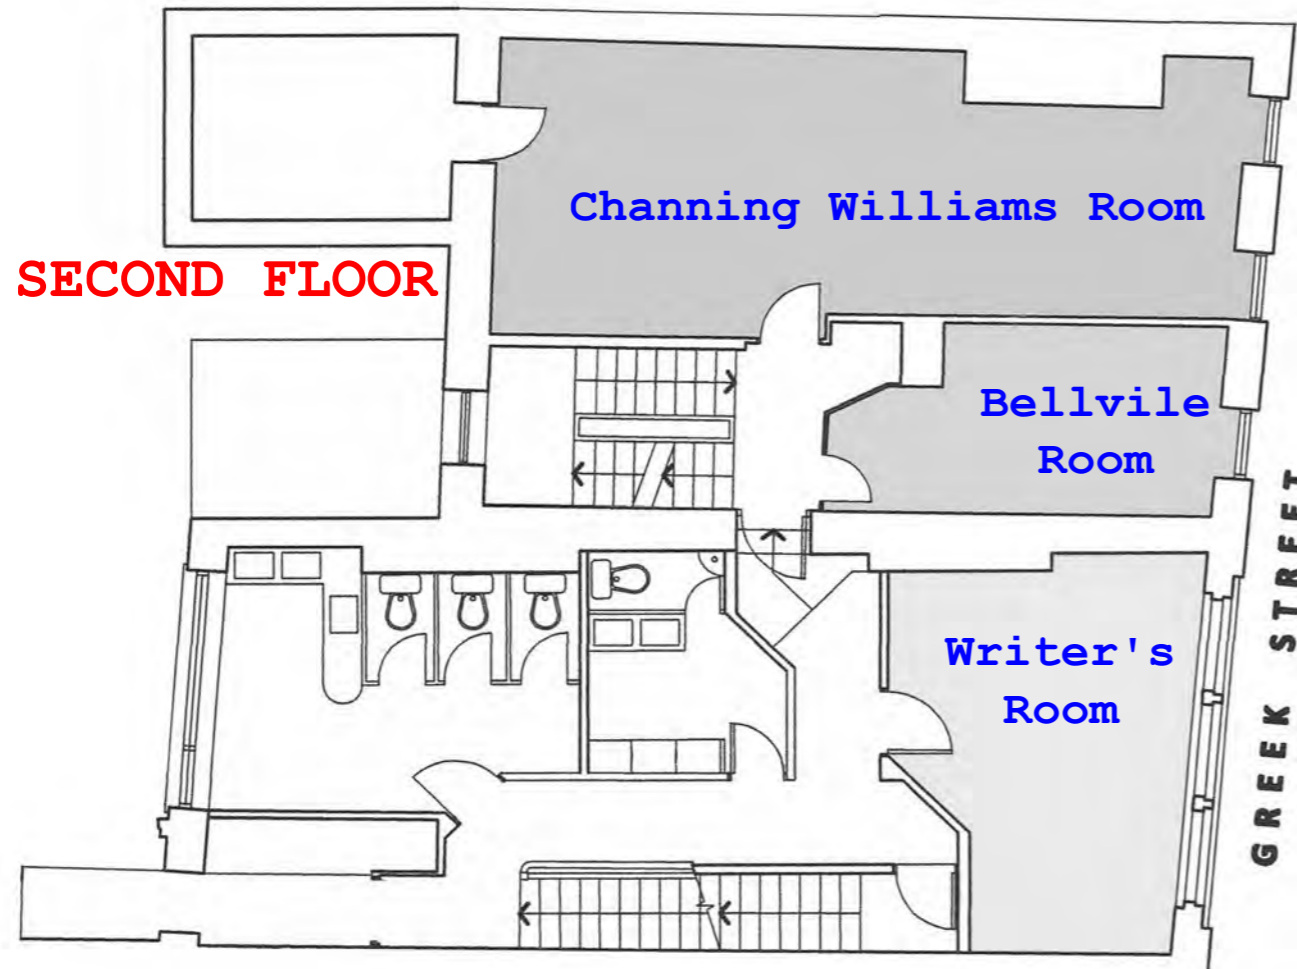 Channing Williams Room
SECOND FLOOR
Bellvile
Room
Writer's
Room
GREEK STREET